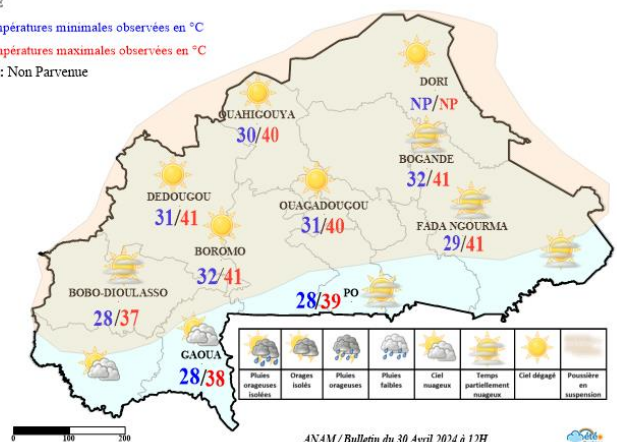 Températures minimales observées en °C
Températures maximales observées en °C
: Non Parvenue
DORI
NP/NP
OUAHIGOUYA
30/40
BOGANDE
32/41
DEDOUGOU
31/41
OUAGADOUGOU
31/40
FADA NGOURMA
29/41
BOROMO
32/41
BOBO-DIOULASSO
28/37
28/39 PO
GAOUA
28/38
Pluies orageuses isolées
Orages isolés
Pluies orageuses
Pluies faibles
Ciel nuageux
Temps partiellement nuageux
Ciel dégagé
Poussière en suspension
0 100 200
ANAM / Bulletin du 30 Avril 2024 à 12H
météo